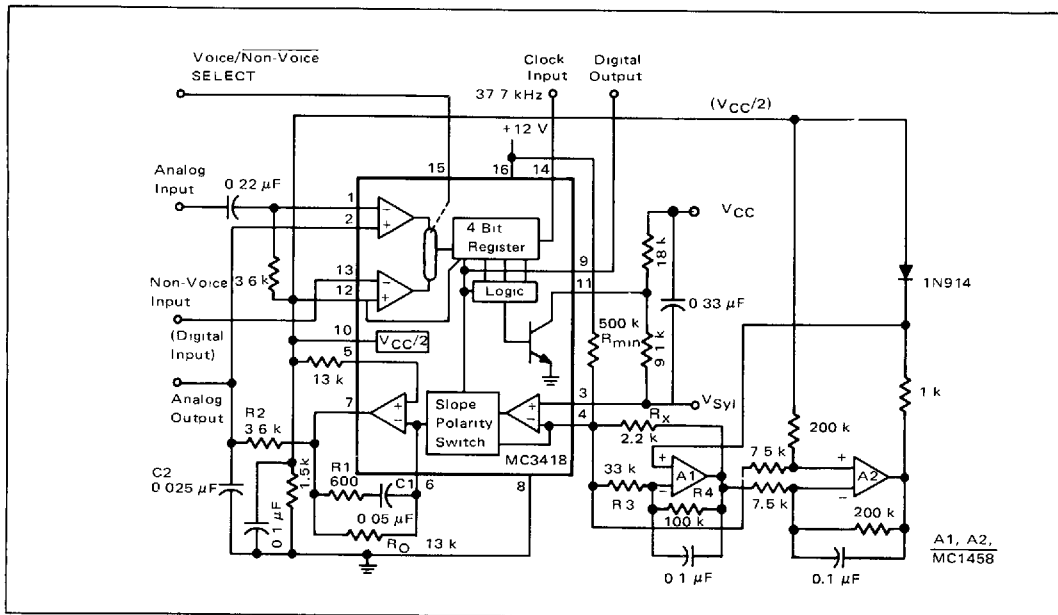 Voice/Non-Voice
SELECT
Clock
Input
37 7 kHz
Digital
Output
(VCC/2)
+12 V
15
16
14
Analog
Input
0 22 μF
1
2
4 Bit
Register
VCC
18 k
9
11
13
12
Non-Voice
Input
3 6 k
Logic
0 33 μF
1N914
(Digital
Input)
10
VCC/2
500 k
Rmin
9 1 k
5
13 k
Analog
Output
7
Slope
Polarity
Switch
3
4
VSyl
1 k
RX
2.2 k
200 k
R2
3 6 k
MC3418
7 5 k
+
A1
+
A2
33 k
R3
R4
7.5k
C2
0 025 μF
1.5 k
R1
600
C1
6
8
100 k
200 k
0 1 μF
0 05 μF
RO
13 k
0 1 μF
0.1 μF
A1, A2,
MC1458